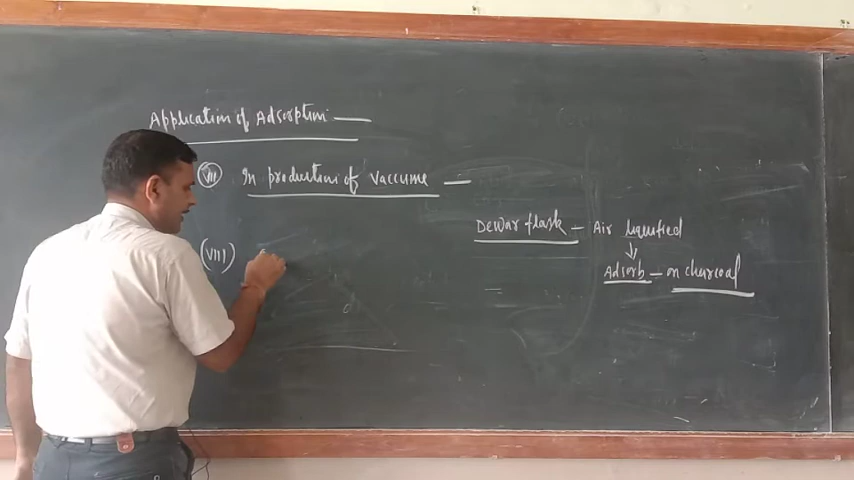 Application of Adsorption —
(VII) In production of vaccume —
Dewar flask — Air liquified
↓
Adsorb — on charcoal
(VIII)